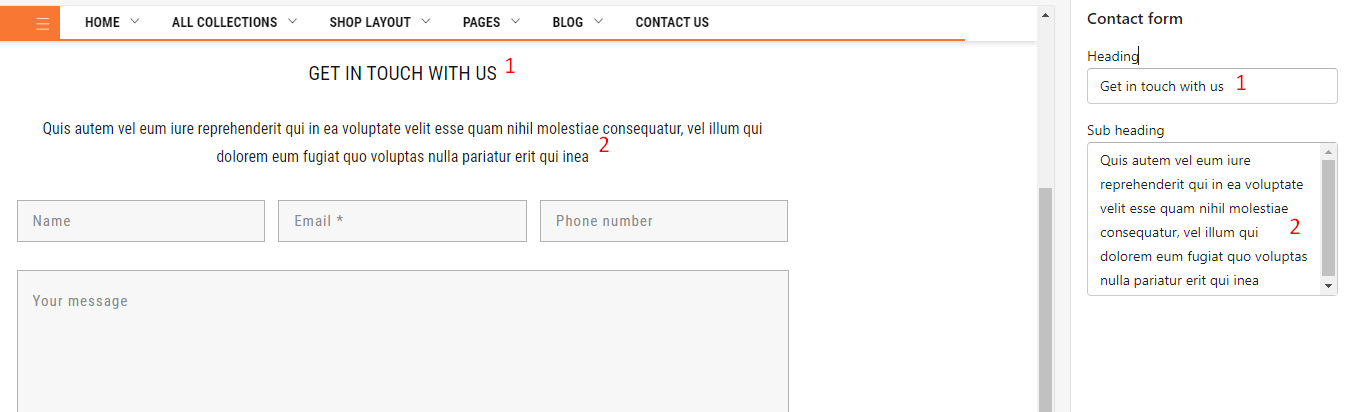 HOME ALL COLLECTIONS SHOP LAYOUT PAGES BLOG CONTACT US
GET IN TOUCH WITH US 1
Quis autem vel eum iure reprehenderit qui in ea voluptate velit esse quam nihil molestiae consequatur, vel illum qui
dolorem eum fugiat quo voluptas nulla pariatur erit qui inea 2
Name Email * Phone number
Your message
Contact form
Heading
Get in touch with us 1
Sub heading
Quis autem vel eum iure
reprehenderit qui in ea voluptate
velit esse quam nihil molestiae
consequatur, vel illum qui 2
dolorem eum fugiat quo voluptas
nulla pariatur erit qui inea